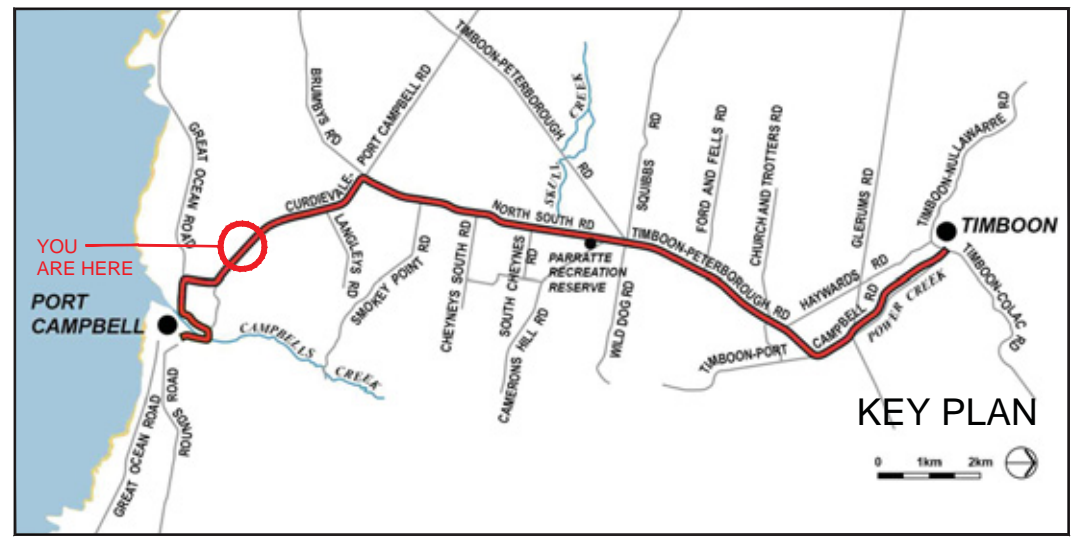 TIMBOON-PETERBOROUGH
RD
BRUMBYS RD
PORT CAMPBELL RD
CURDIEVALE-
GREAT OCEAN ROAD
SKULL
CREEK
SQUIBBS
RD
FORD AND FELLS RD
CHURCH AND TROTTERS RD
GLERUMS RD
TIMBOON-NULLAWARRE RD
TIMBOON
NORTH SOUTH RD
TIMBOON-PETERBOROUGH RD
YOU
ARE HERE
LANGLEYS RD
SMOKEY POINT RD
CHEYNEYS SOUTH RD
SOUTH CHEYNES
RD
PARRATTE
RECREATION
RESERVE
CAMERONS HILL RD
WILD DOG RD
HAYWARDS RD
TIMBOON-PORT
CAMPBELL RD
POWER CREEK
TIMBOON-COLAC
RD
PORT
CAMPBELL
CAMPBELLS
CREEK
GREAT OCEAN ROAD
ROUNDS ROAD
KEY PLAN
0 1km 2km